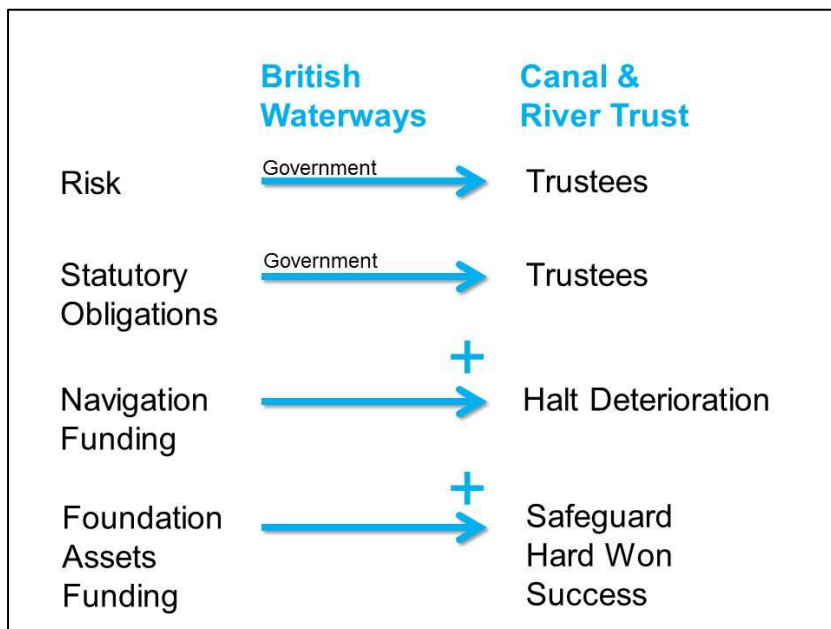 British
Waterways
Canal &
River Trust
Risk
Government
Trustees
Statutory
Obligations
Government
Trustees
Navigation
Funding
+
Halt Deterioration
Foundation
Assets
Funding
+
Safeguard
Hard Won
Success